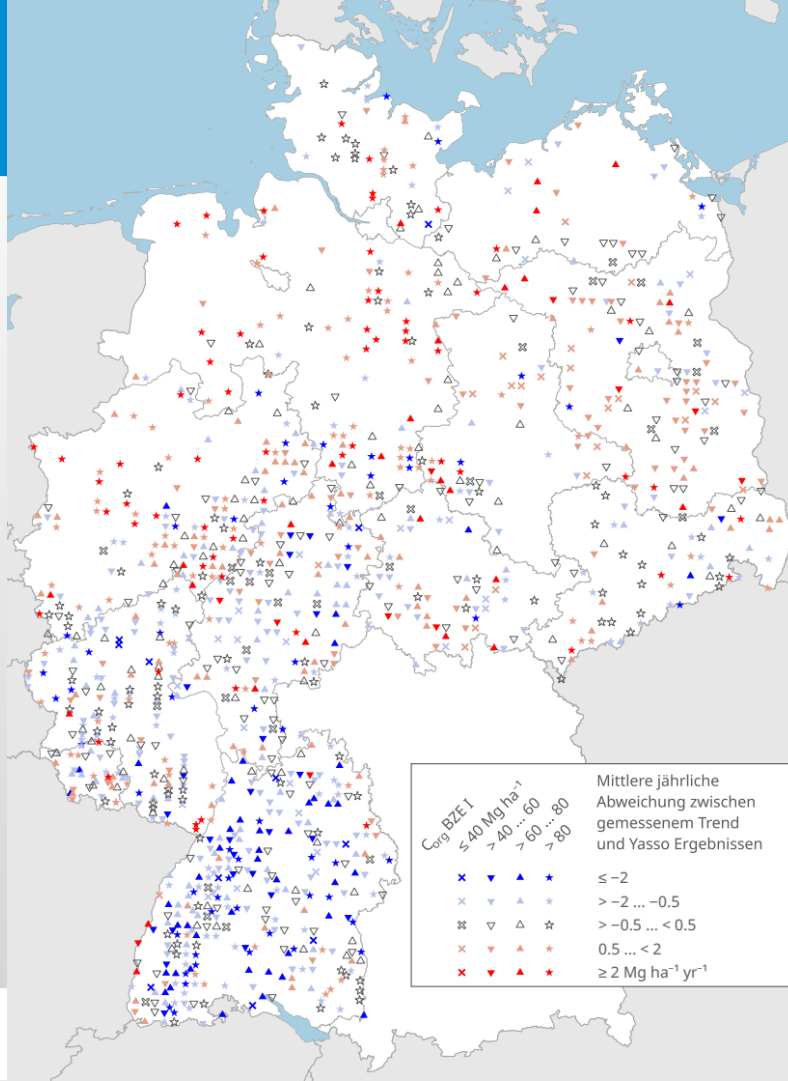 C_org BZE I
≤ 40 Mg ha⁻¹
> 40 ... 60
> 60 ... 80
> 80
Mittlere jährliche
Abweichung zwischen
gemessenem Trend
und Yasso Ergebnissen
≤ −2
> −2 ... −0.5
> −0.5 ... < 0.5
0.5 ... < 2
≥ 2 Mg ha⁻¹ yr⁻¹